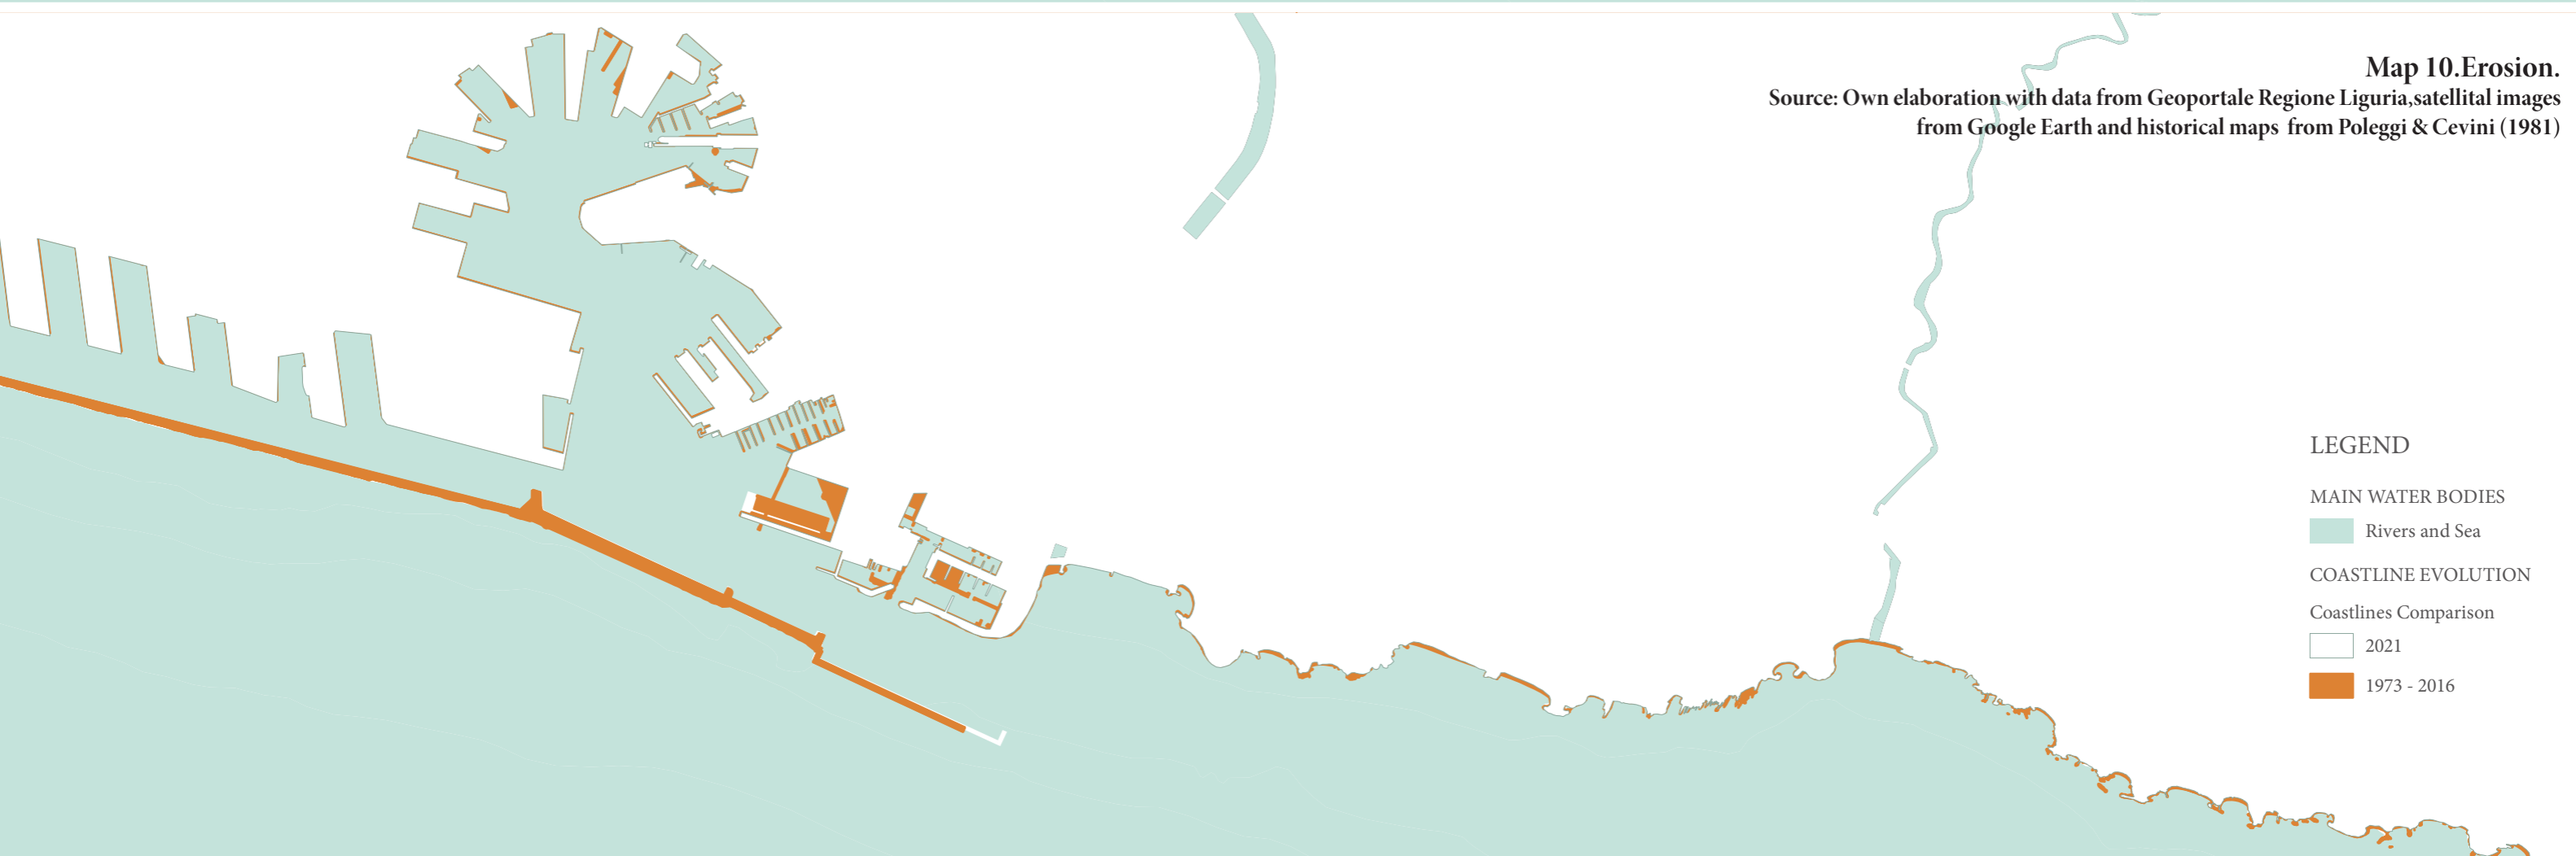 Map 10.Erosion.
Source: Own elaboration with data from Geoportale Regione Liguria,satellital images
from Google Earth and historical maps from Poleggi & Cevini (1981)
LEGEND
MAIN WATER BODIES
Rivers and Sea
COASTLINE EVOLUTION
Coastlines Comparison
2021
1973 - 2016